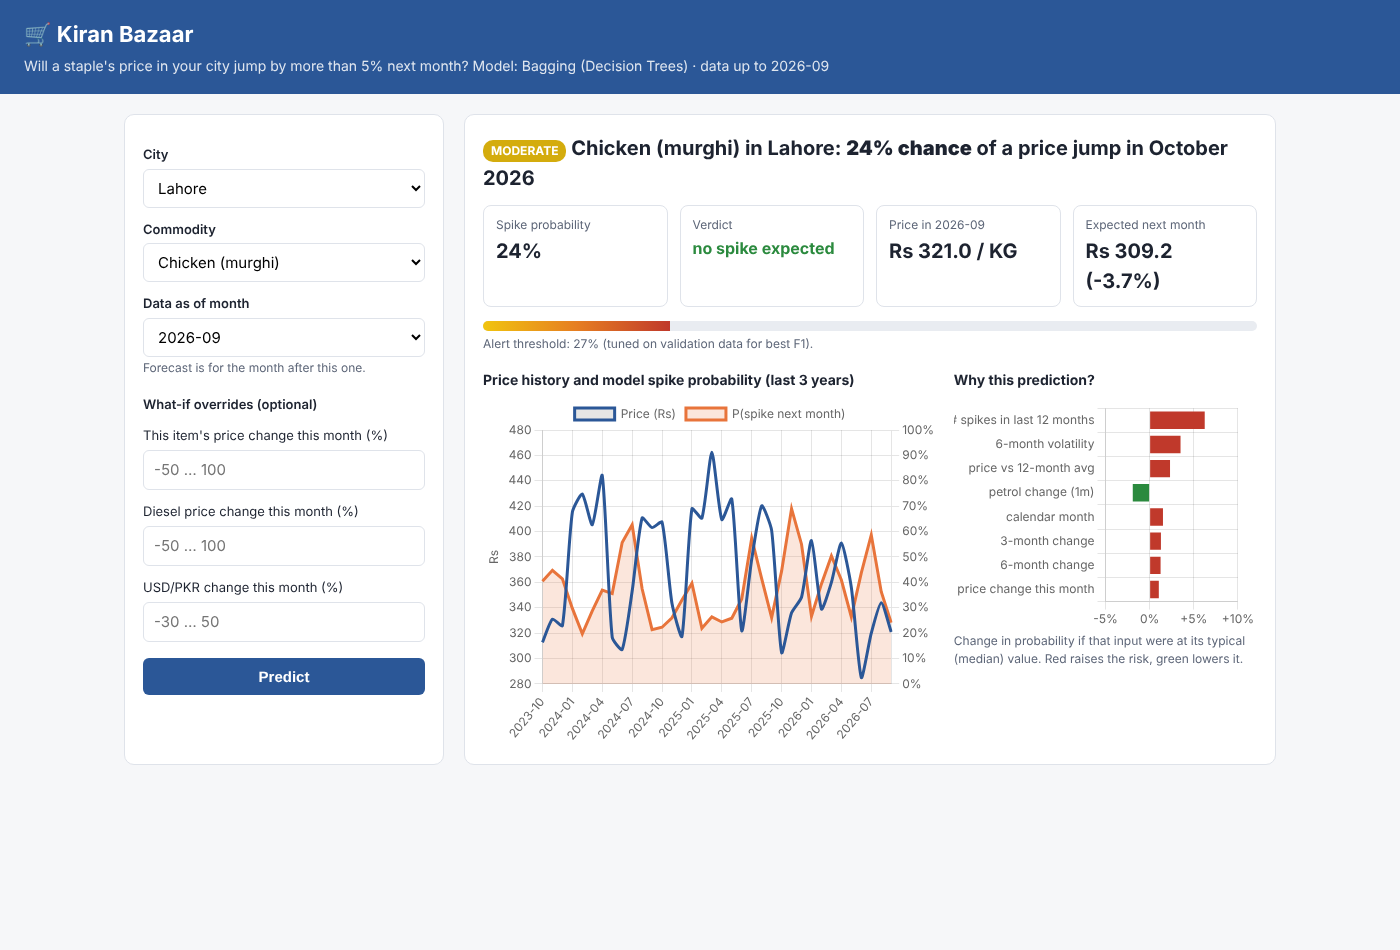 🛒 Kiran Bazaar
Will a staple's price in your city jump by more than 5% next month? Model: Bagging (Decision Trees) · data up to 2026-09
City
Lahore
Commodity
Chicken (murghi)
Data as of month
2026-09
Forecast is for the month after this one.
What-if overrides (optional)
This item's price change this month (%)
-50 ... 100
Diesel price change this month (%)
-50 ... 100
USD/PKR change this month (%)
-30 ... 50
Predict
MODERATE Chicken (murghi) in Lahore: 24% chance of a price jump in October
2026
Spike probability
24%
Verdict
no spike expected
Price in 2026-09
Rs 321.0 / KG
Expected next month
Rs 309.2
(-3.7%)
Alert threshold: 27% (tuned on validation data for best F1).
Price history and model spike probability (last 3 years)
Price (Rs) P(spike next month)
480
460
440
420
400
380
360
340
320
300
280
Rs
100%
90%
80%
70%
60%
50%
40%
30%
20%
10%
0%
2023-10
2024-01
2024-04
2024-07
2024-10
2025-01
2025-04
2025-07
2025-10
2026-01
2026-04
2026-07
Why this prediction?
# spikes in last 12 months
6-month volatility
price vs 12-month avg
petrol change (1m)
calendar month
3-month change
6-month change
price change this month
-5% 0% +5% +10%
Change in probability if that input were at its typical
(median) value. Red raises the risk, green lowers it.